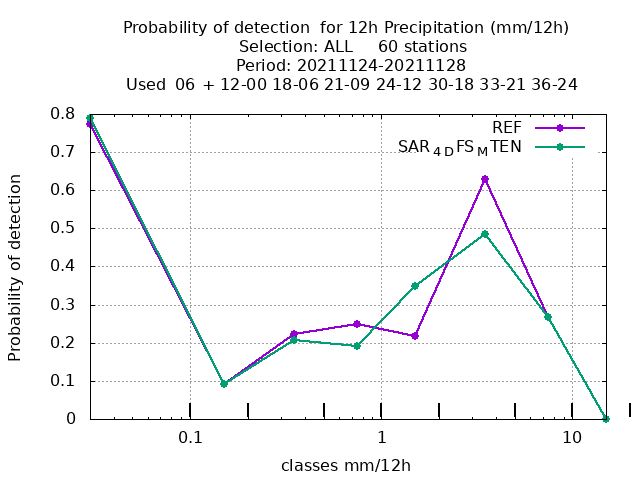 Probability of detection  for 12h Precipitation (mm/12h)
Selection: ALL     60 stations
Period: 20211124-20211128
Used  06 + 12-00 18-06 21-09 24-12 30-18 33-21 36-24
REF
SAR4DFSMTEN
0.8
0.7
0.6
0.5
0.4
0.3
0.2
0.1
0
Probability of detection
0.1 1 10
classes mm/12h